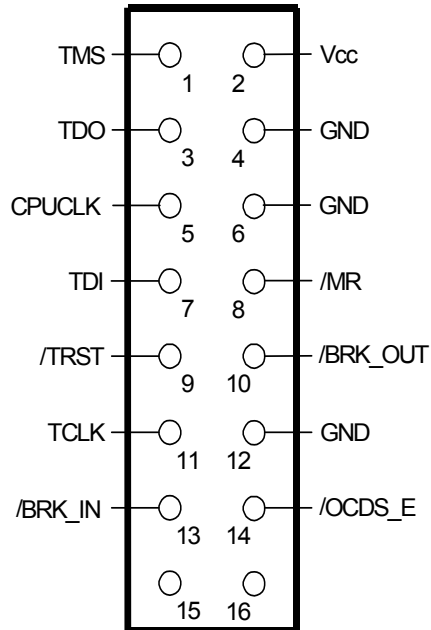 TMS 1 2 Vcc
TDO 3 4 GND
CPUCLK 5 6 GND
TDI 7 8 /MR
/TRST 9 10 /BRK_OUT
TCLK 11 12 GND
/BRK_IN 13 14 /OCDS_E
15 16